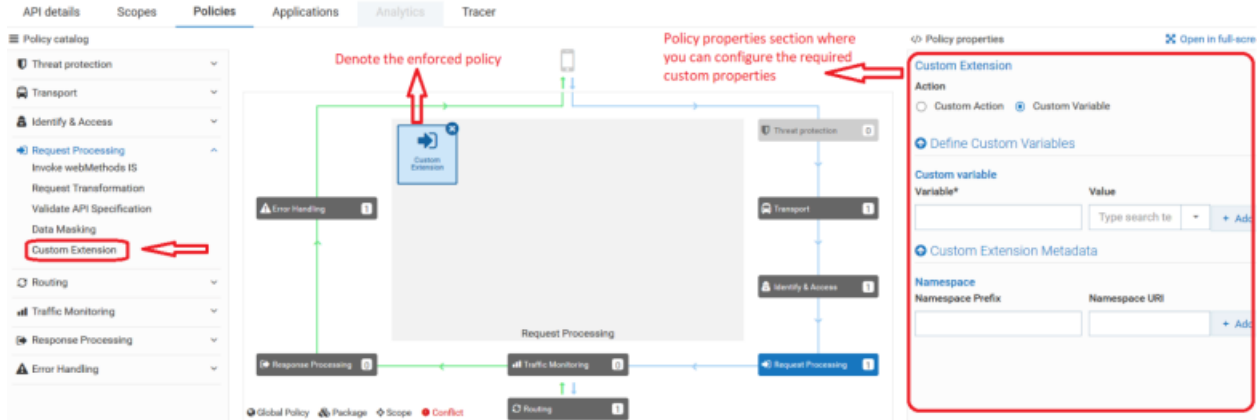 API details Scopes Policies Applications Analytics Tracer
Policy catalog
Threat protection
Transport
Identify & Access
Request Processing
Invoke webMethods IS
Request Transformation
Validate API Specification
Data Masking
Custom Extension
Routing
Traffic Monitoring
Response Processing
Error Handling
Denote the enforced policy
Policy properties section where
you can configure the required
custom properties
Custom
Extension
Threat protection 0
Error Handling 1
Transport 1
Identify & Access 1
Request Processing
Response Processing 0
Traffic Monitoring 0
Request Processing 1
Routing 1
Global Policy Package Scope Conflict
</> Policy properties
Open in full-scre
Custom Extension
Action
Custom Action Custom Variable
Define Custom Variables
Custom variable
Variable* Value
Type search te + Add
Custom Extension Metadata
Namespace
Namespace Prefix Namespace URI
+ Add